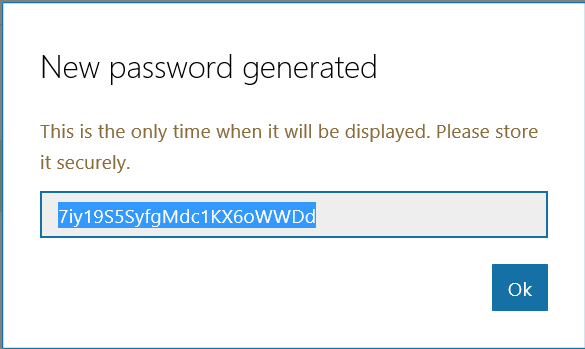 New password generated
This is the only time when it will be displayed. Please store
it securely.
7iy19S5SyfgMdc1KX6oWWDd
Ok